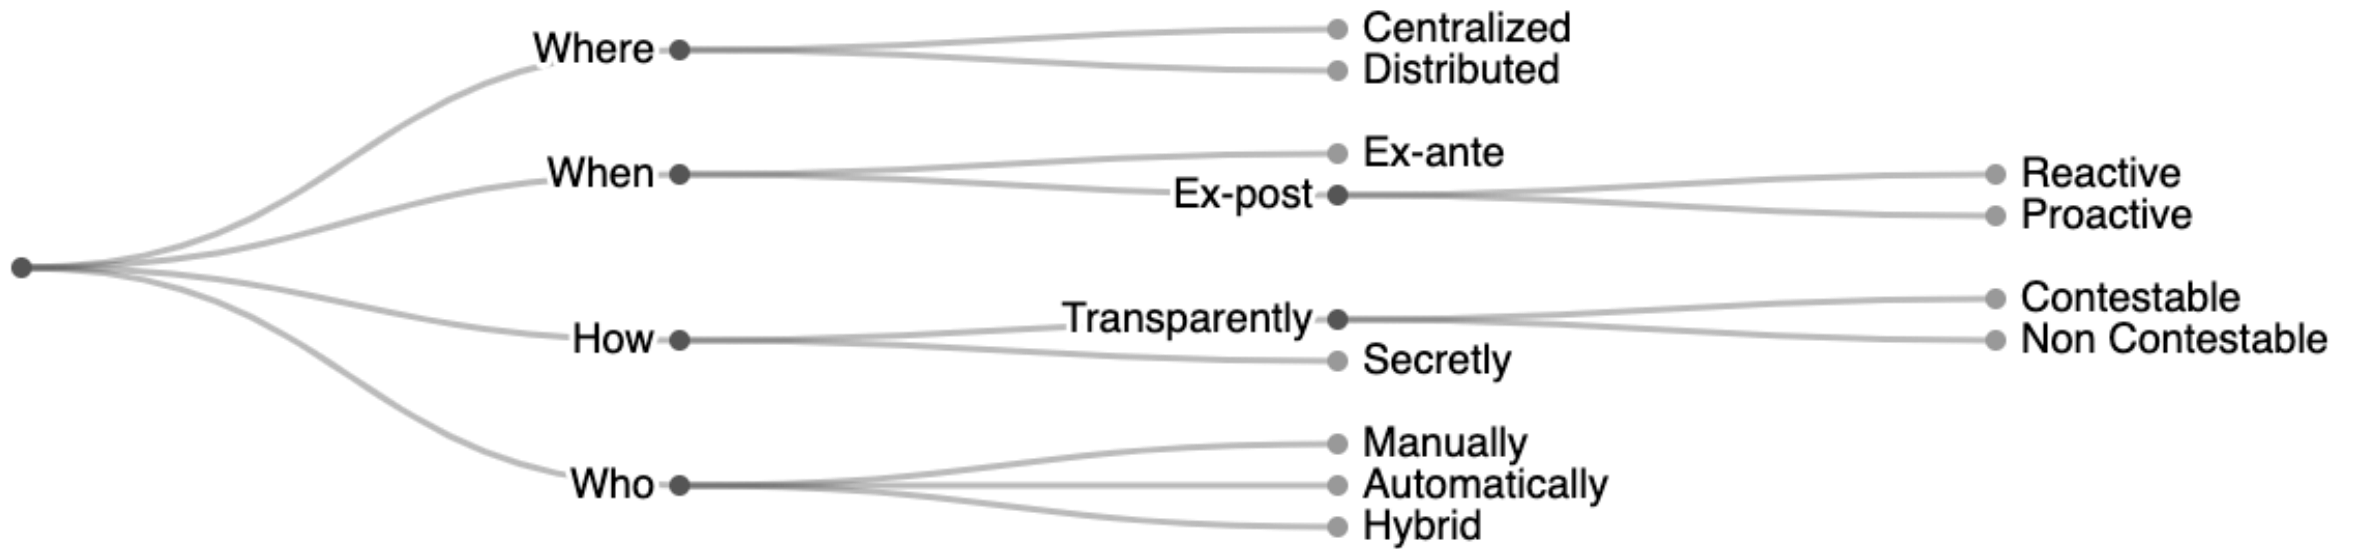 Where
Centralized
Distributed
When
Ex-ante
Ex-post
Reactive
Proactive
How
Transparently
Contestable
Non Contestable
Secretly
Who
Manually
Automatically
Hybrid